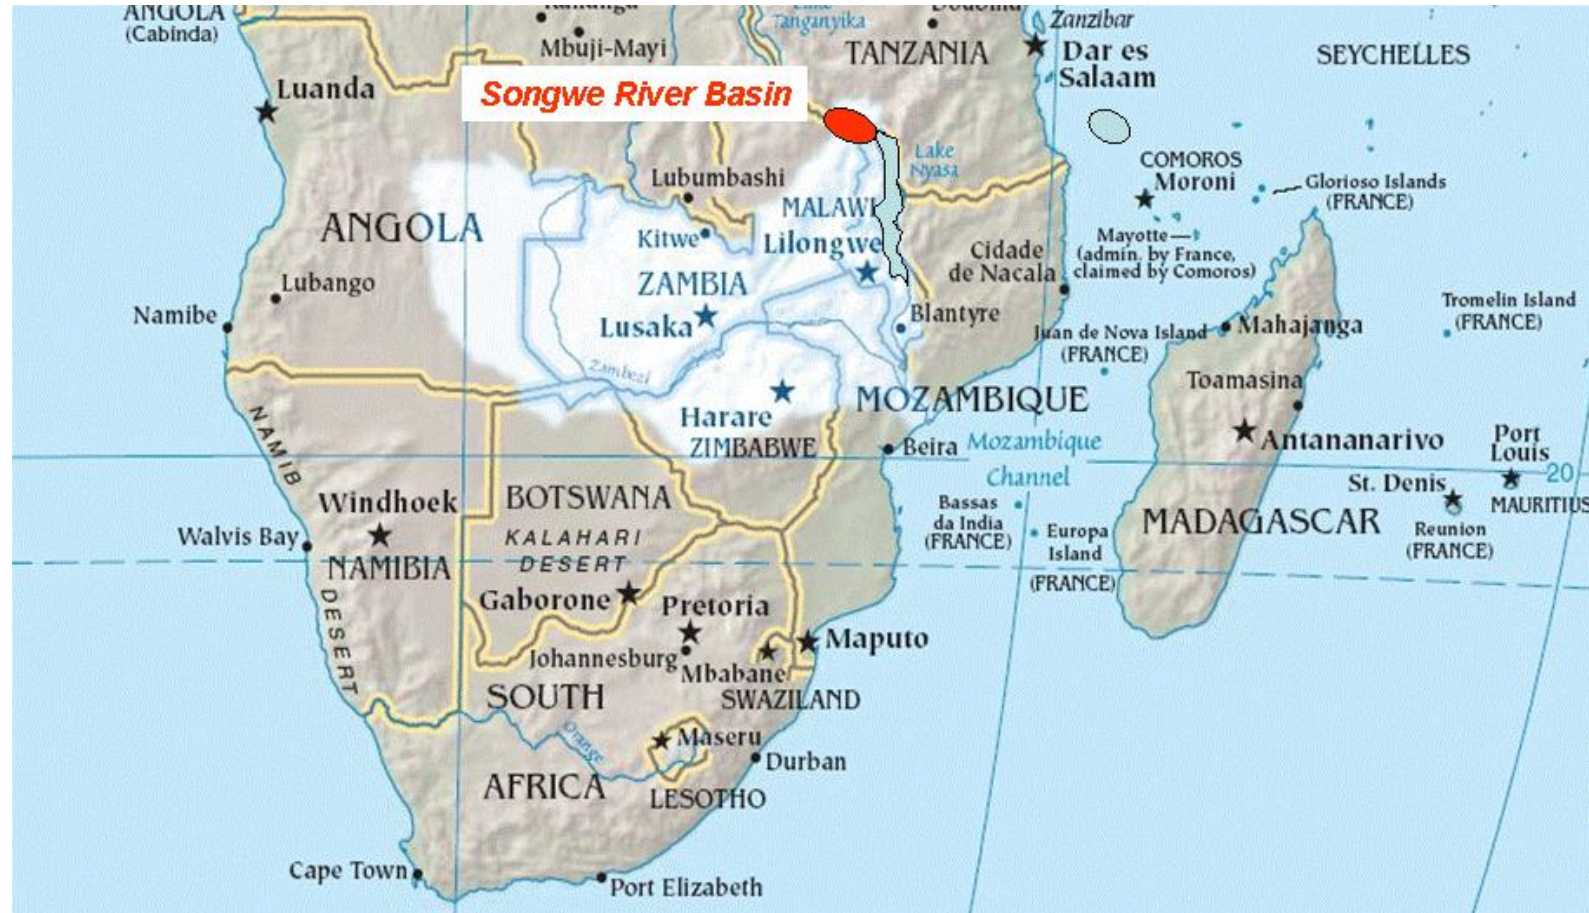 ANGOLA
(Cabinda)
Mbuji-Mayi
Lake
Tanganyika
TANZANIA
Zanzibar
Dar es
Salaam
SEYCHELLES
Luanda
Songwe River Basin
Lake
Nyasa
COMOROS
Moroni
Glorioso Islands
(FRANCE)
Lubumbashi
MALAWI
ANGOLA
Kitwe
Lilongwe
Cidade
de Nacala
Mayotte
(admin. by France,
claimed by Comoros)
Lubango
ZAMBIA
Namibe
Lusaka
Blantyre
Juan de Nova Island
(FRANCE)
Mahajanga
Tromelin Island
(FRANCE)
Zambezi
Toamasina
Harare
ZIMBABWE
MOZAMBIQUE
Beira
Mozambique
Channel
Antananarivo
Port
Louis
20
MAURITIUS
St. Denis
Reunion
(FRANCE)
NAMIB
DESERT
Windhoek
BOTSWANA
KALAHARI
DESERT
Bassas
da India
(FRANCE)
Europa
Island
(FRANCE)
MADAGASCAR
Walvis Bay
NAMIBIA
Gaborone
Pretoria
Johannesburg
Mbabane
Maputo
SWAZILAND
SOUTH
AFRICA
Orange
Maseru
LESOTHO
Durban
Cape Town
Port Elizabeth